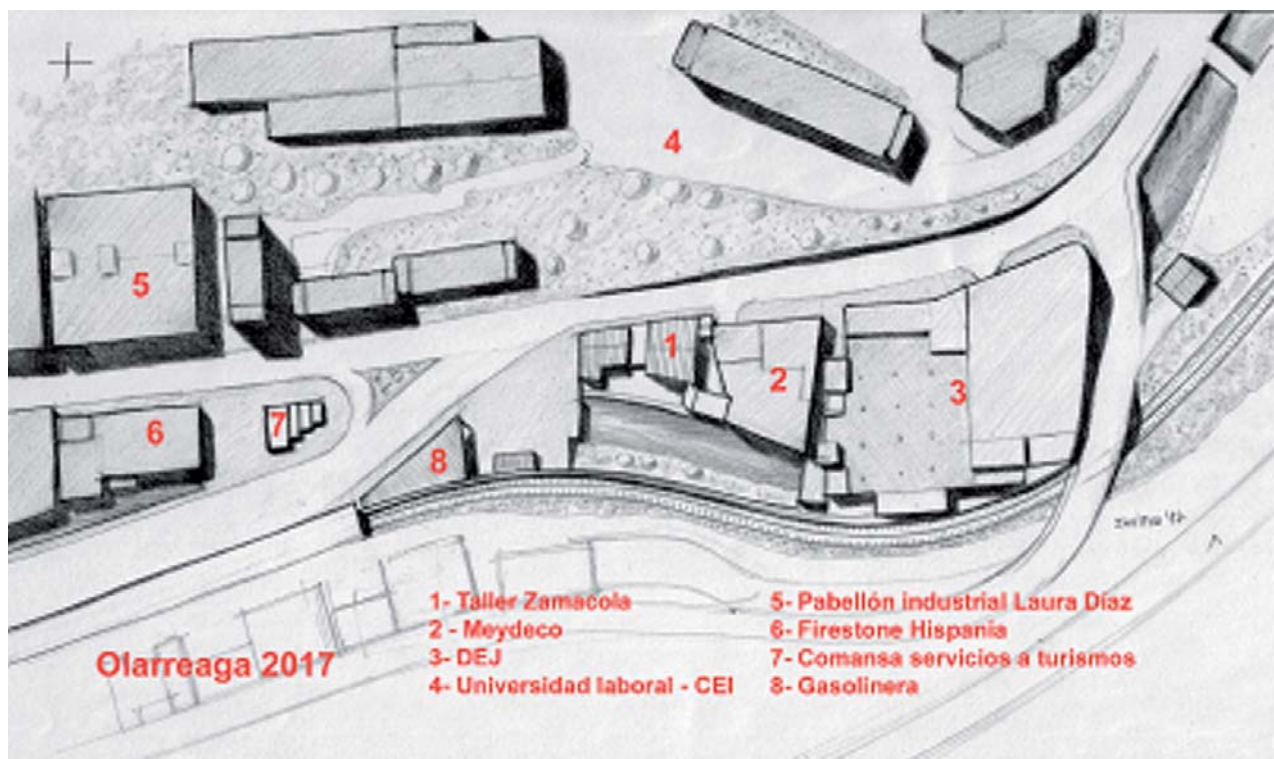 4
5
1
2
3
6
7
8
1- Taller Zamacola
2 - Meydeco
3- DEJ
4- Universidad laboral - CEI
5- Pabellón industrial Laura Díaz
6- Firestone Hispania
7- Comansa servicios a turismos
8- Gasolinera
Olarreaga 2017